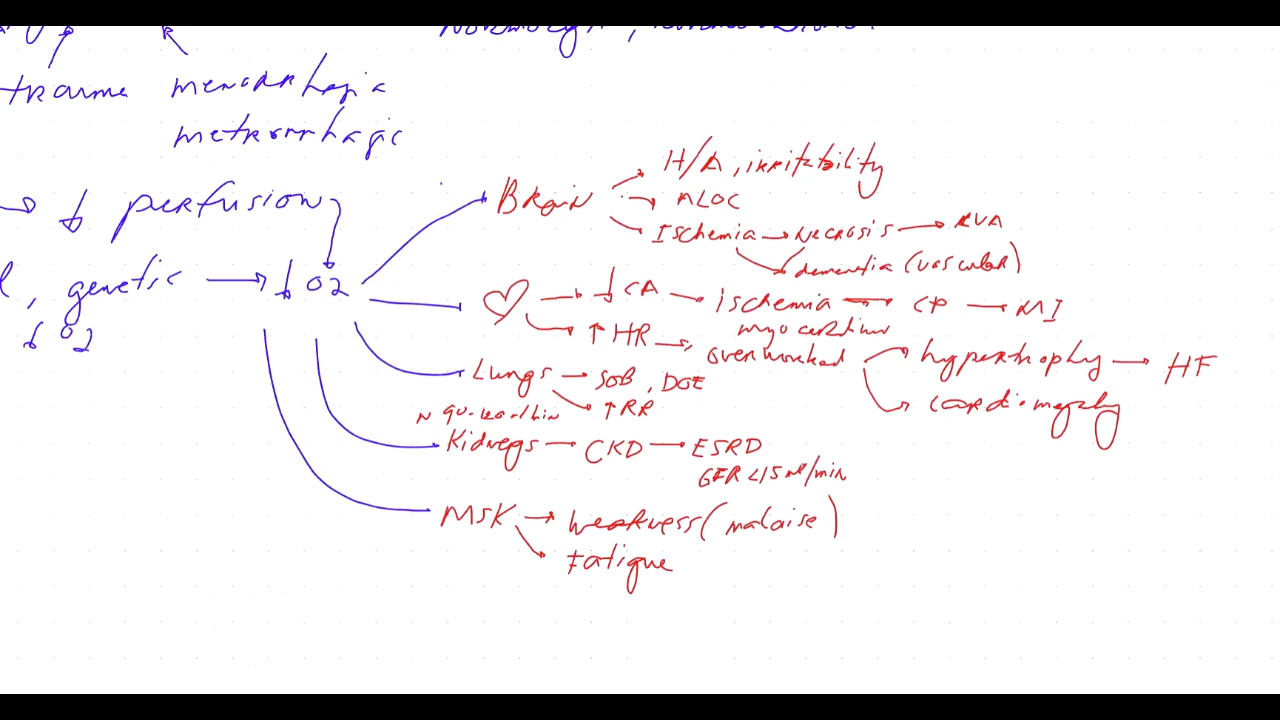 trauma menorrhagia
metrorrhagia
→ ↓ perfusion
, genetic → ↓ O2
↓ O2
Brain
H/A, irritability
ALOC
Ischemia → Necrosis → CVA
dementia (vascular)
♡ → ↓ CA → ischemia → CP → MI
myocardium
↑ HR → overworked
hypertrophy → HF
Lungs → SOB, DOE
↑ RR
Kidneys → CKD → ESRD
GFR <15 ml/min
MSK → weakness (malaise)
Fatigue